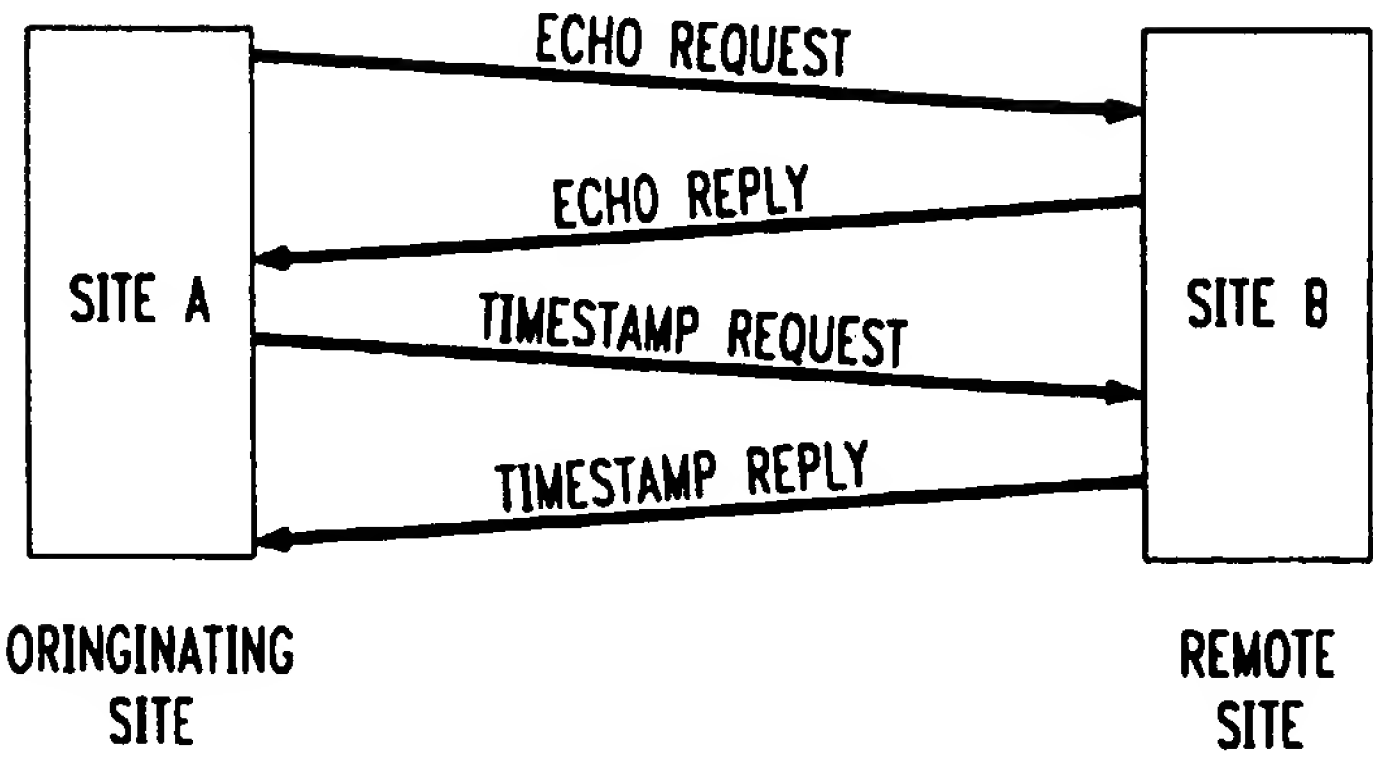 ECHO REQUEST
ECHO REPLY
SITE A
TIMESTAMP REQUEST
SITE B
TIMESTAMP REPLY
ORINGINATING
SITE
REMOTE
SITE